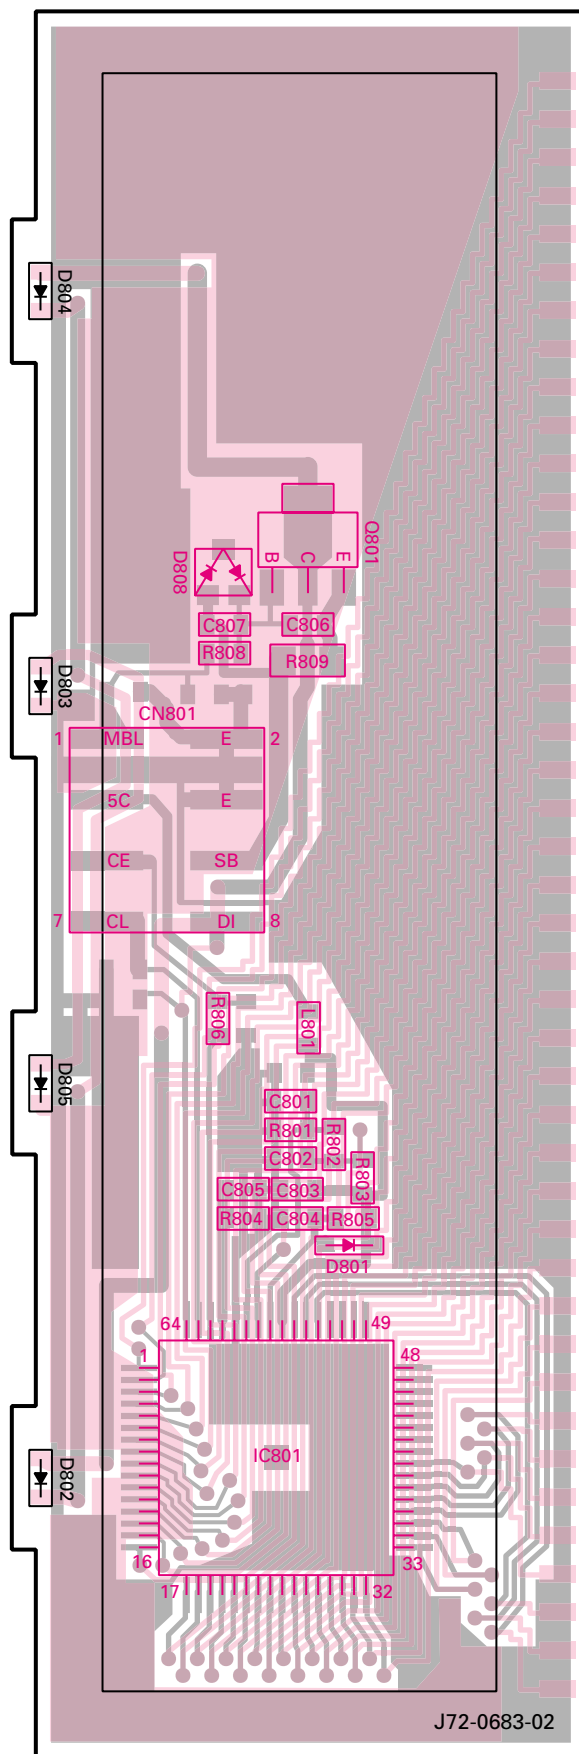 D804
Q801
B C E
D808
C807 C806
R808
R809
D803
CN801
1 MBL E 2
5C E
CE SB
7 CL DI 8
R806
L801
C801
R801
R802
C802
R803
D805
C805 C803
R804 C804 R805
D801
64 49
1 48
IC801
D802
16 33
17 32
J72-0683-02